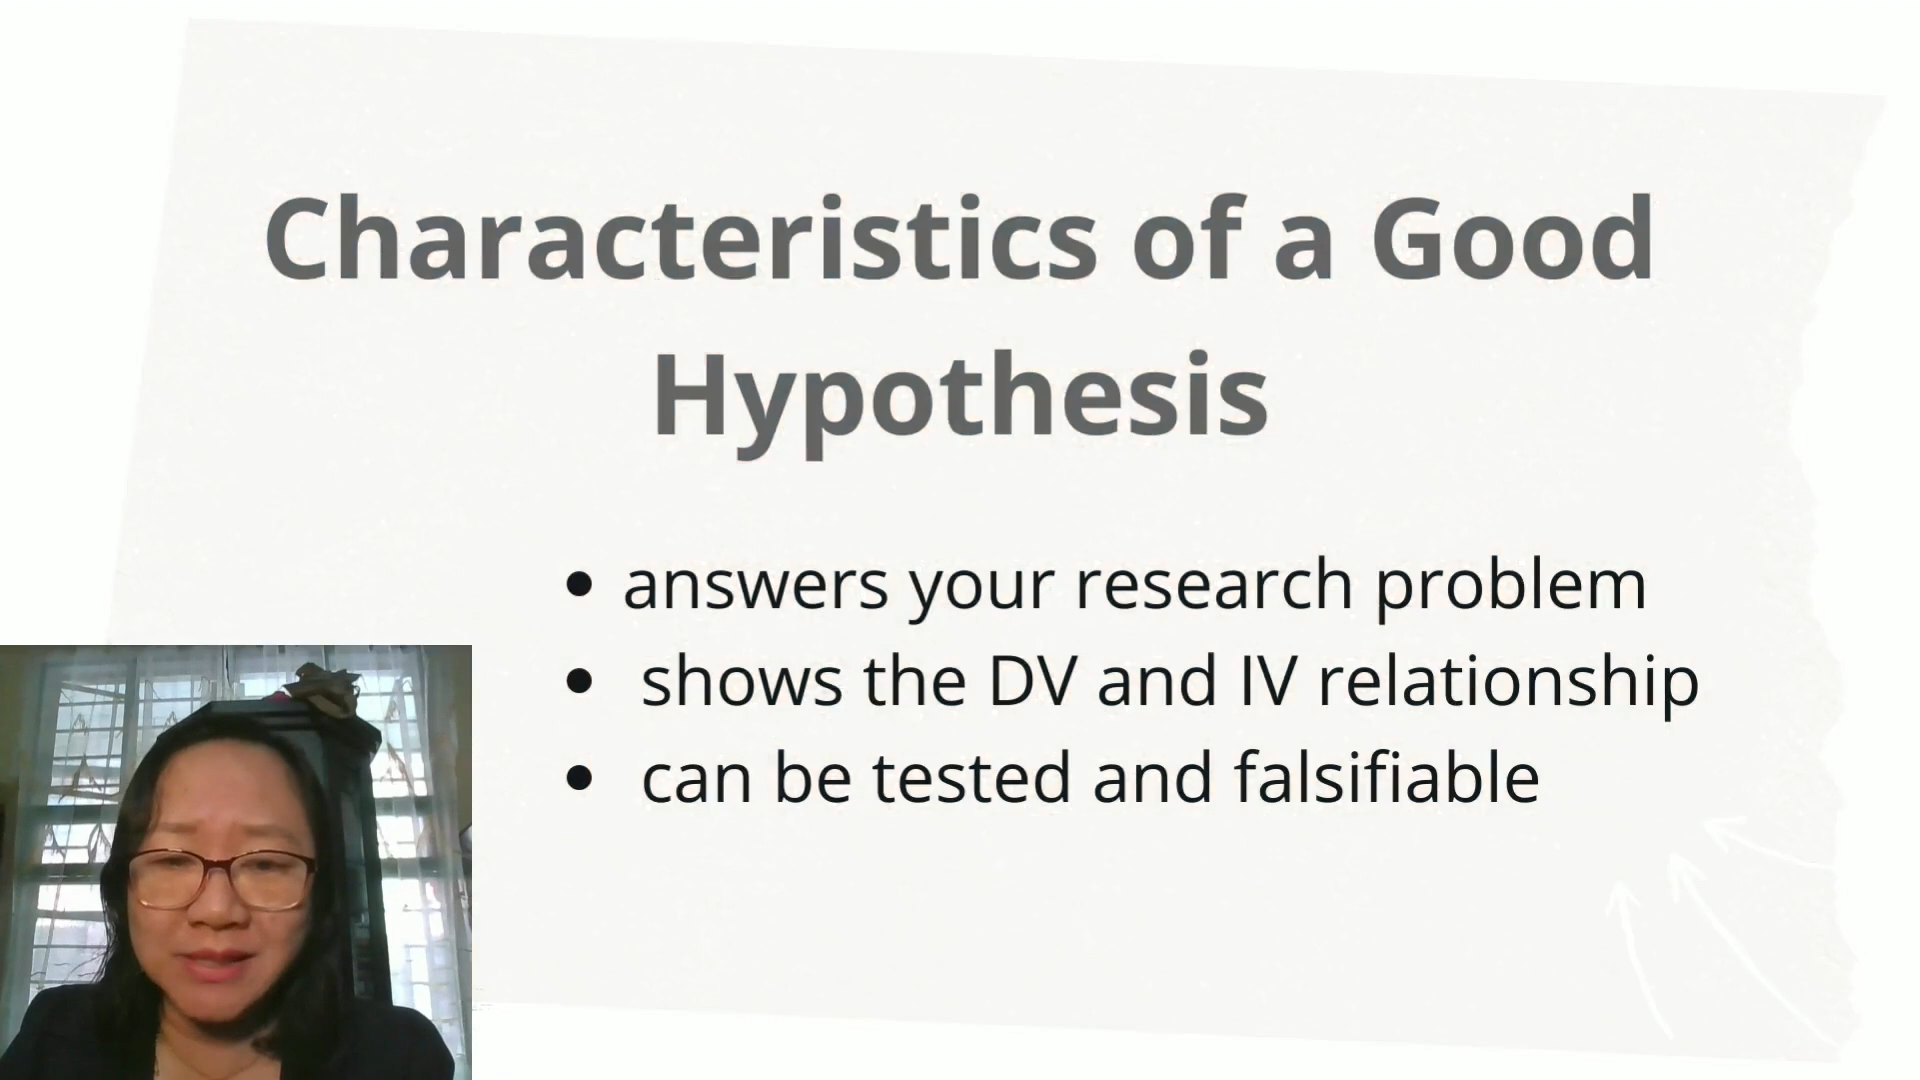 Characteristics of a Good
Hypothesis
• answers your research problem
• shows the DV and IV relationship
• can be tested and falsifiable